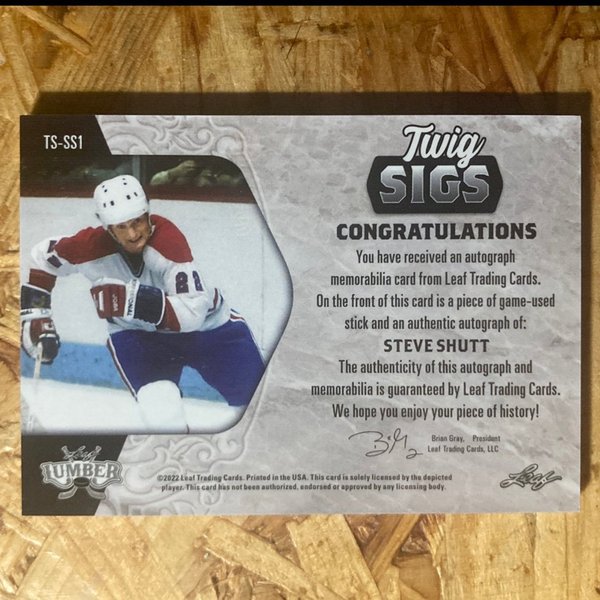 TS-SS1
Twig
SIGS
CONGRATULATIONS
You have received an autograph
memorabilia card from Leaf Trading Cards.
On the front of this card is a piece of game-used
stick and an authentic autograph of:
STEVE SHUTT
The authenticity of this autograph and
memorabilia is guaranteed by Leaf Trading Cards.
We hope you enjoy your piece of history!
Brian Gray, President
Leaf Trading Cards, LLC
Leaf
LUMBER
©2022 Leaf Trading Cards. Printed in the USA. This card is solely licensed by the depicted
player. This card has not been authorized, endorsed or approved by any licensing body.
Leaf